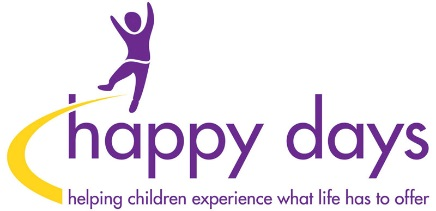 happy days
helping children experience what life has to offer